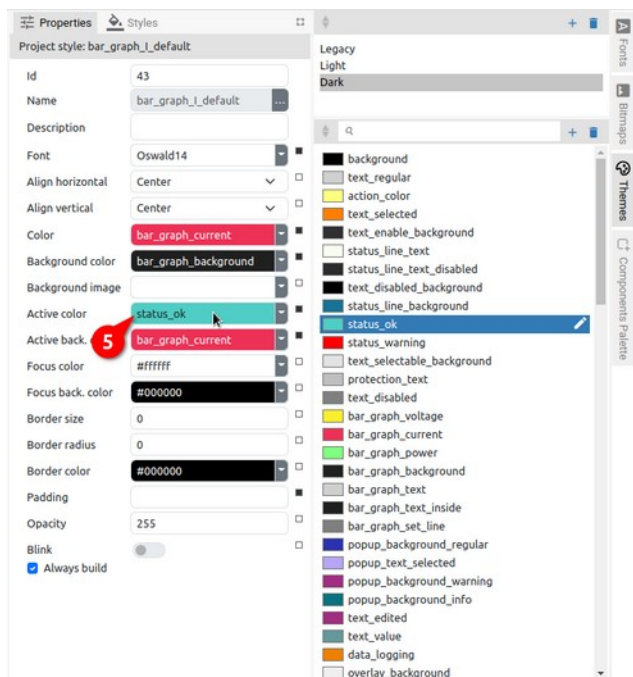 Properties
Styles
Project style: bar_graph_I_default
Id
43
Name
bar_graph_I_default
...
Description
Font
Oswald14
Align horizontal
Center
Align vertical
Center
Color
bar_graph_current
Background color
bar_graph_background
Background image
Active color
status_ok
5
Active back.
bar_graph_current
Focus color
#ffffff
Focus back. color
#000000
Border size
0
Border radius
0
Border color
#000000
Padding
Opacity
255
Blink
Always build
Legacy
Light
Dark
background
text_regular
action_color
text_selected
text_enable_background
status_line_text
status_line_text_disabled
text_disabled_background
status_line_background
status_ok
status_warning
text_selectable_background
protection_text
text_disabled
bar_graph_voltage
bar_graph_current
bar_graph_power
bar_graph_background
bar_graph_text
bar_graph_text_inside
bar_graph_set_line
popup_background_regular
popup_text_selected
popup_background_warning
popup_background_info
text_edited
text_value
data_logging
overlay_background
Fonts
Bitmaps
Themes
Components Palette